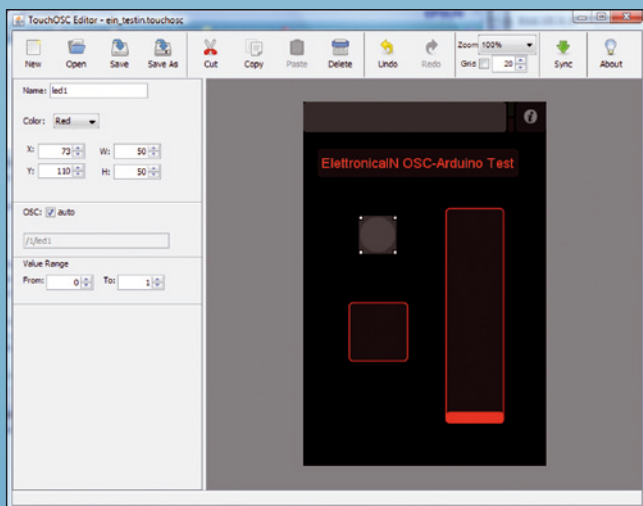 TouchOSC Editor - ein_testin.touchosc
New Open Save Save As Cut Copy Paste Delete Undo Redo Zoom 100% Grid 20 Sync About
Name: led1
Color: Red
X: 73 W: 50
Y: 110 H: 50
OSC: auto
/1/led1
Value Range
From: 0 To: 1
i
ElettronicaIN OSC-Arduino Test